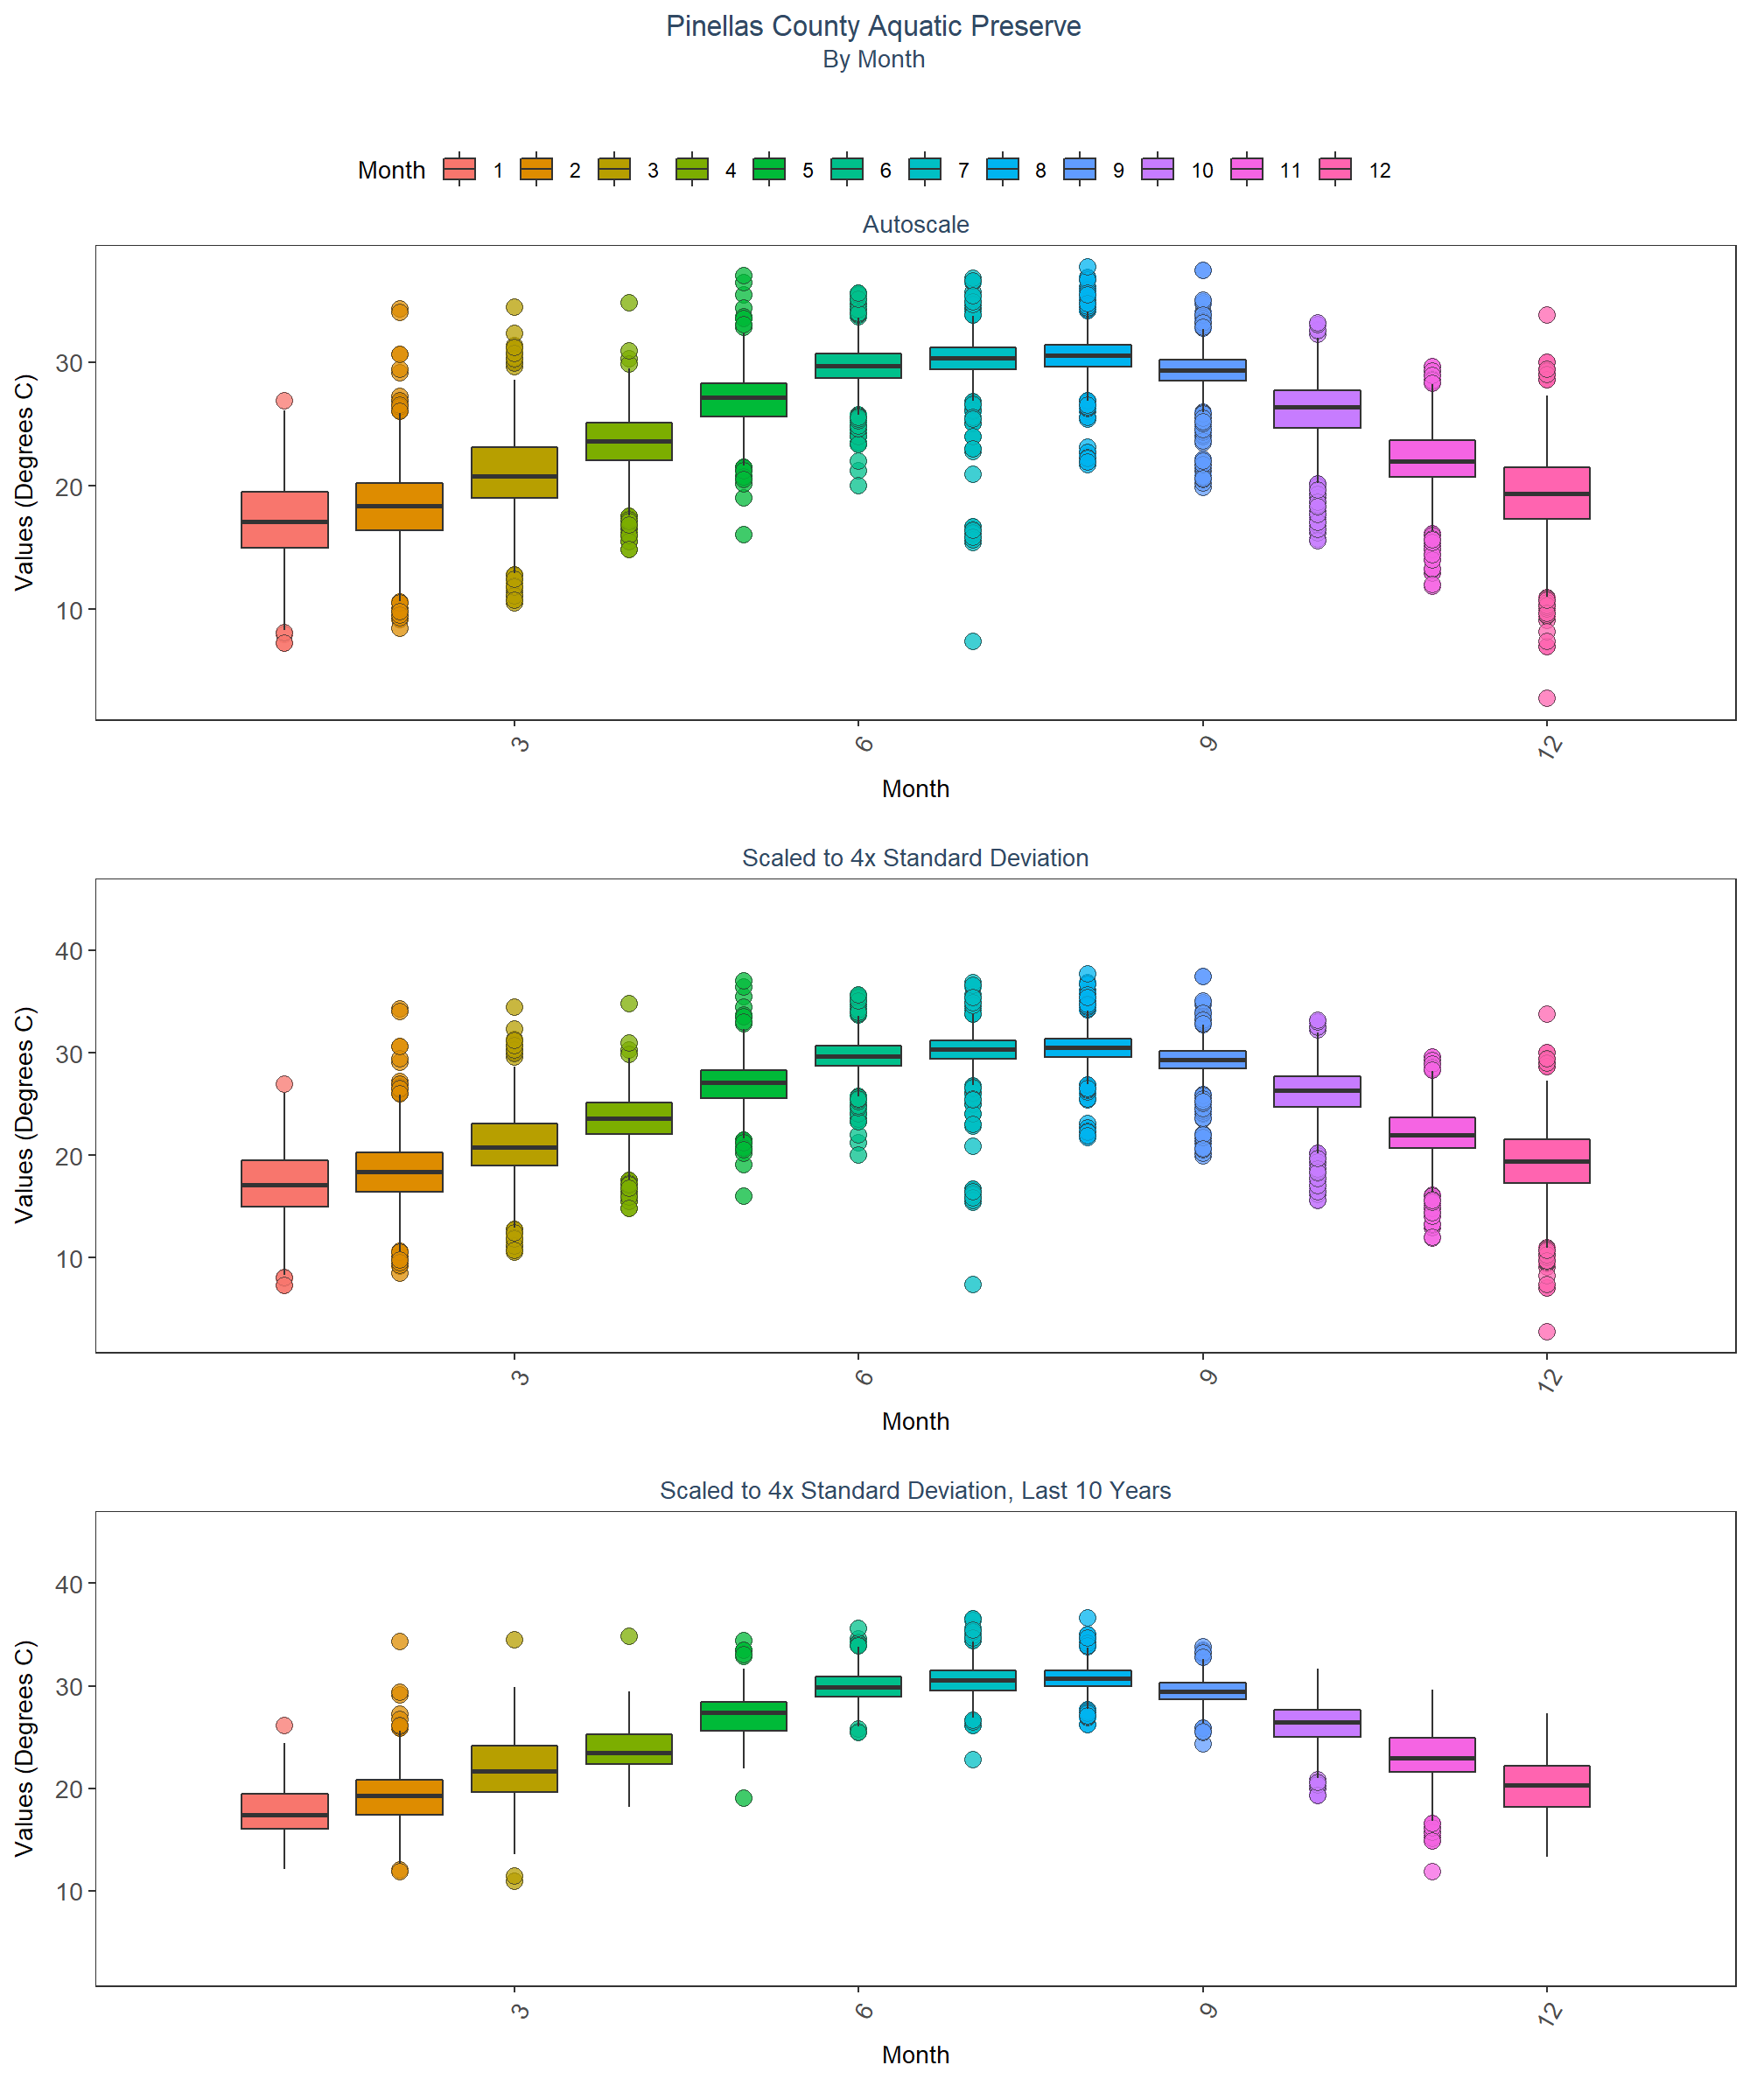 Pinellas County Aquatic Preserve
By Month
Month 1 2 3 4 5 6 7 8 9 10 11 12
Autoscale
Values (Degrees C)
30
20
10
3 6 9 12
Month
Scaled to 4x Standard Deviation
Values (Degrees C)
40
30
20
10
3 6 9 12
Month
Scaled to 4x Standard Deviation, Last 10 Years
Values (Degrees C)
40
30
20
10
3 6 9 12
Month